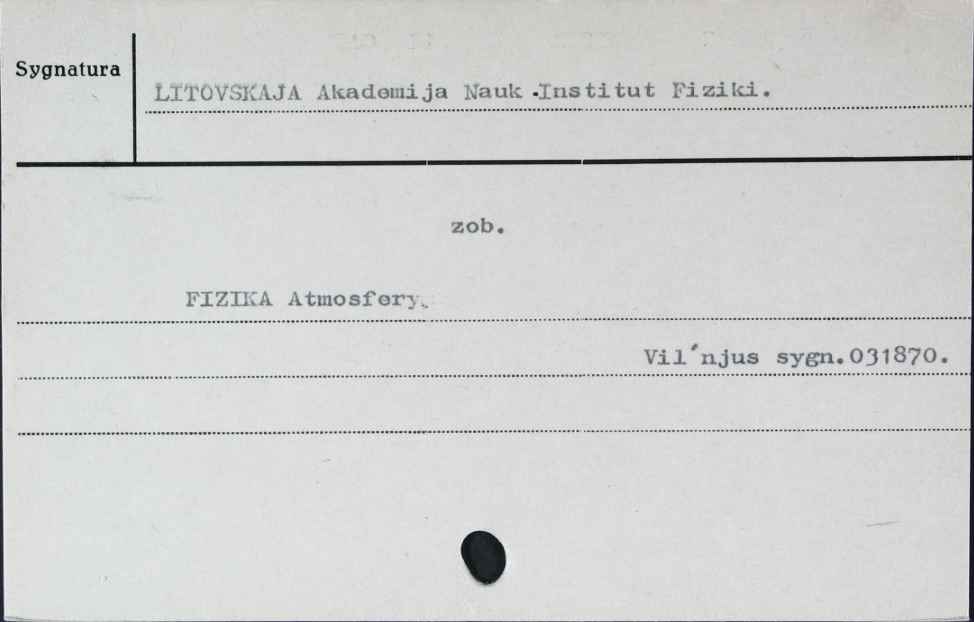 Sygnatura
LITOVSKAJA Akademija Nauk .Institut Fiziki.
zob.
FIZIKA Atmosfery.
Vil´njus sygn.031870.